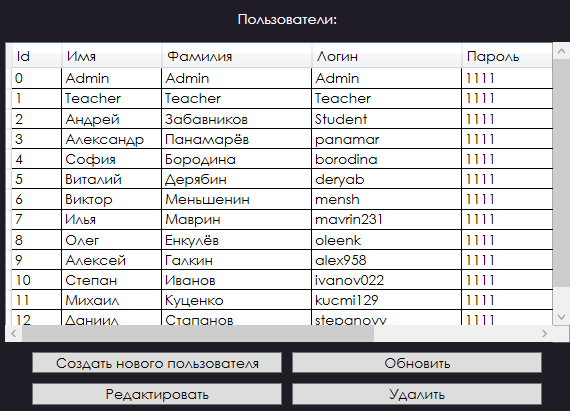 Пользователи:
Id Имя Фамилия Логин Пароль
0 Admin Admin Admin 1111
1 Teacher Teacher Teacher 1111
2 Андрей Забавников Student 1111
3 Александр Панамарёв panamar 1111
4 София Бородина borodina 1111
5 Виталий Дерябин deryab 1111
6 Виктор Меньшенин mensh 1111
7 Илья Маврин mavrin231 1111
8 Олег Енкулёв oleenk 1111
9 Алексей Галкин alex958 1111
10 Степан Иванов ivanov022 1111
11 Михаил Куценко kucmi129 1111
12 Даниил Стапанов stepanovv 1111
Создать нового пользователя Обновить
Редактировать Удалить